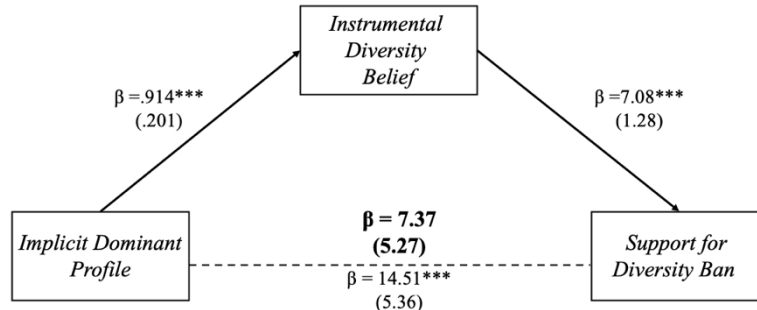 Instrumental
Diversity
Belief
β =.914***
(.201)
β =7.08***
(1.28)
Implicit Dominant
Profile
β = 7.37
(5.27)
β = 14.51***
(5.36)
Support for
Diversity Ban